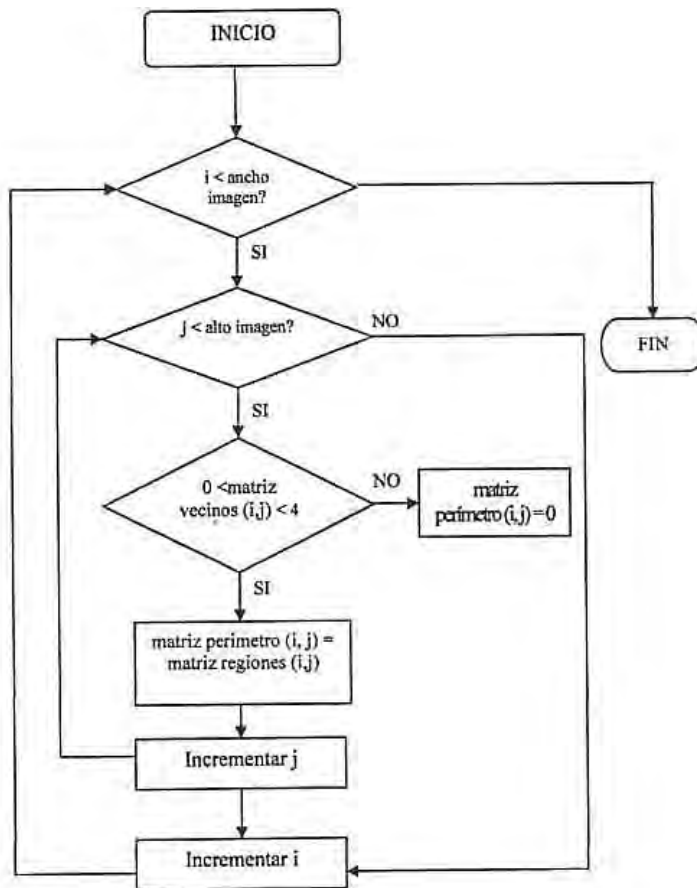 INICIO
i < ancho
imagen?
SI
j < alto imagen?
NO
FIN
SI
0 <matriz
vecinos (i,j) < 4
NO
matriz
perímetro (i,j) = 0
SI
matriz perimetro (i, j) =
matriz regiones (i,j)
Incrementar j
Incrementar i